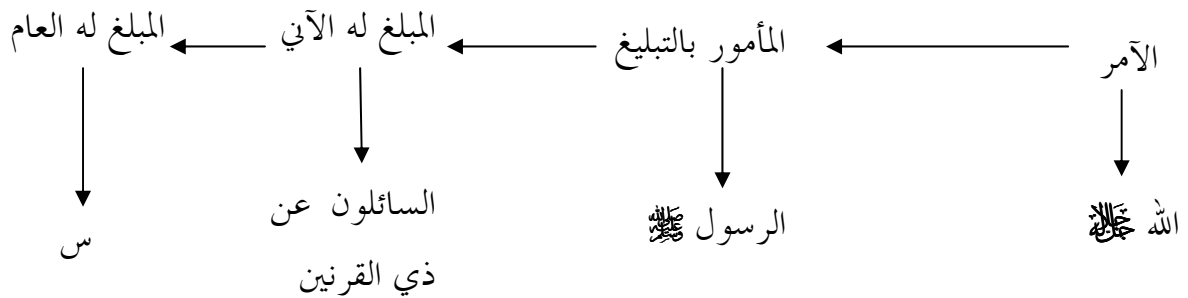 الآمر
المأمور بالتبليغ
المبلغ له الآني
المبلغ له العام
الله ﷻ
الرسول ﷺ
السائلون عن
ذي القرنين
س